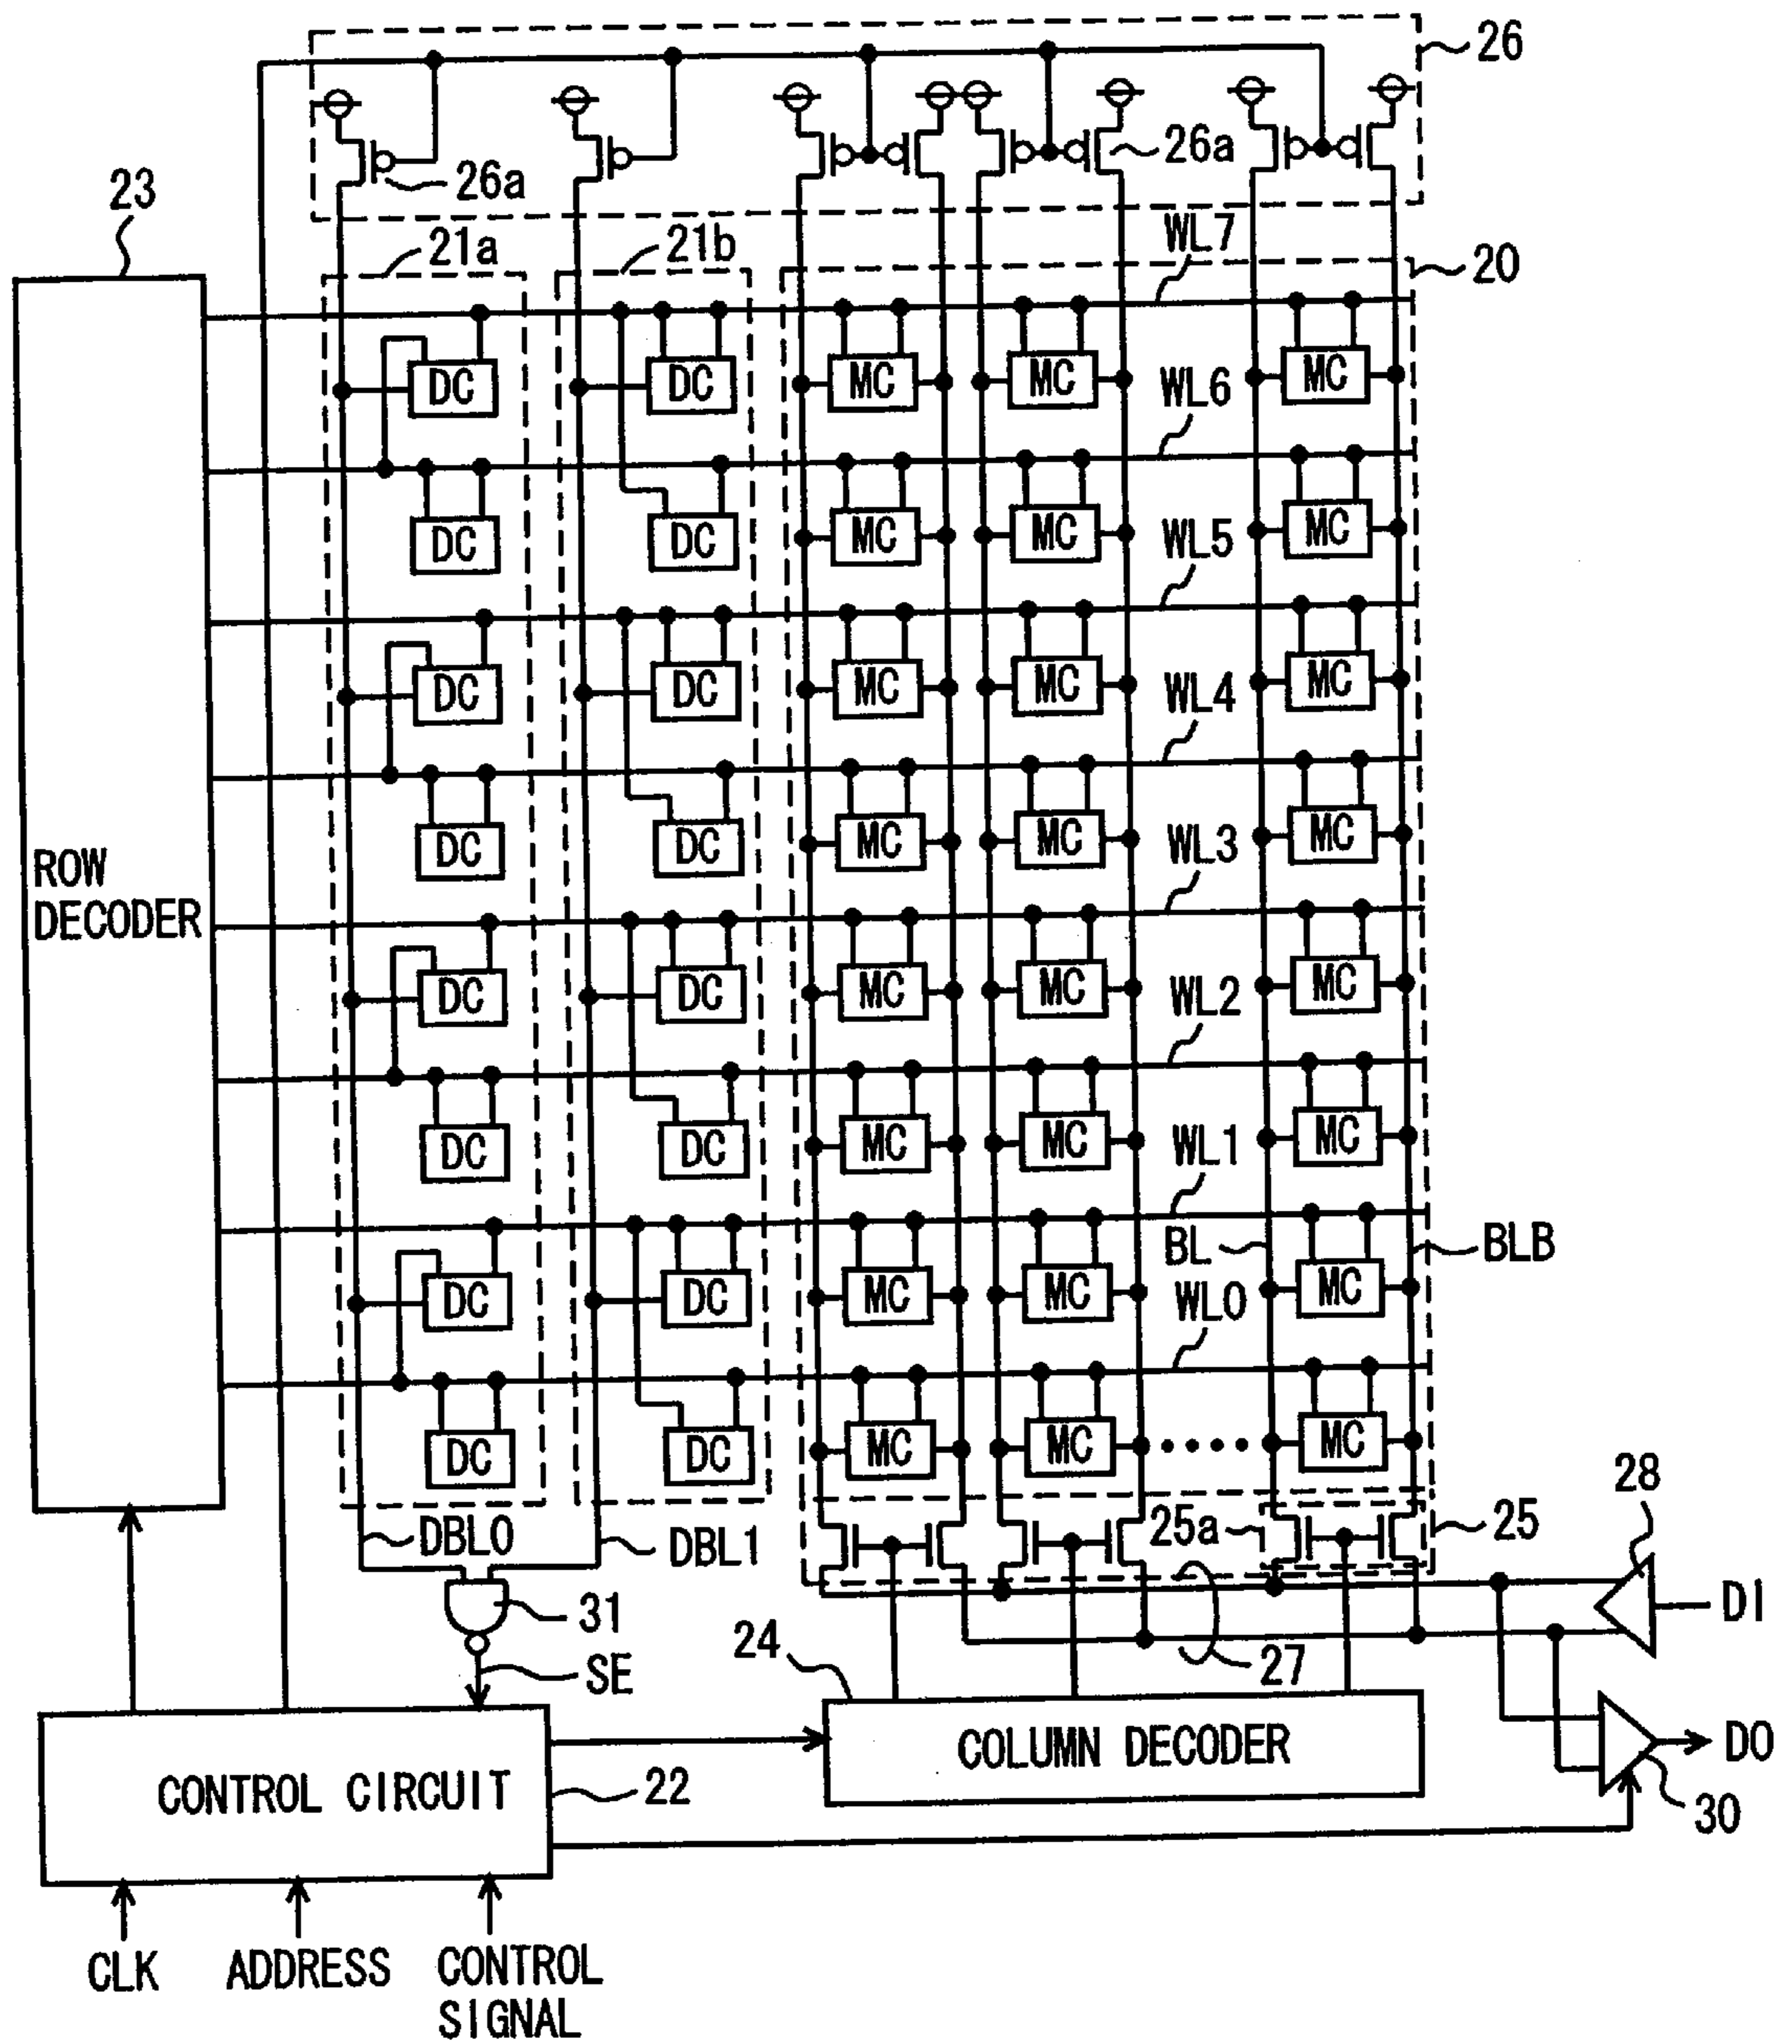 26
26a
26a
23
21a
21b
WL7
20
DC DC MC MC MC
WL6
DC DC MC MC MC
WL5
DC DC MC MC MC
WL4
DC DC MC MC MC
WL3
ROW
DECODER
DC DC MC MC MC
WL2
DC DC MC MC MC
WL1
BL
BLB
DC DC MC MC MC
WL0
DC DC MC MC MC
28
DBL0
DBL1
25a
25
31
DI
24
27
SE
COLUMN DECODER
DO
CONTROL CIRCUIT
22
30
CLK
ADDRESS
CONTROL
SIGNAL